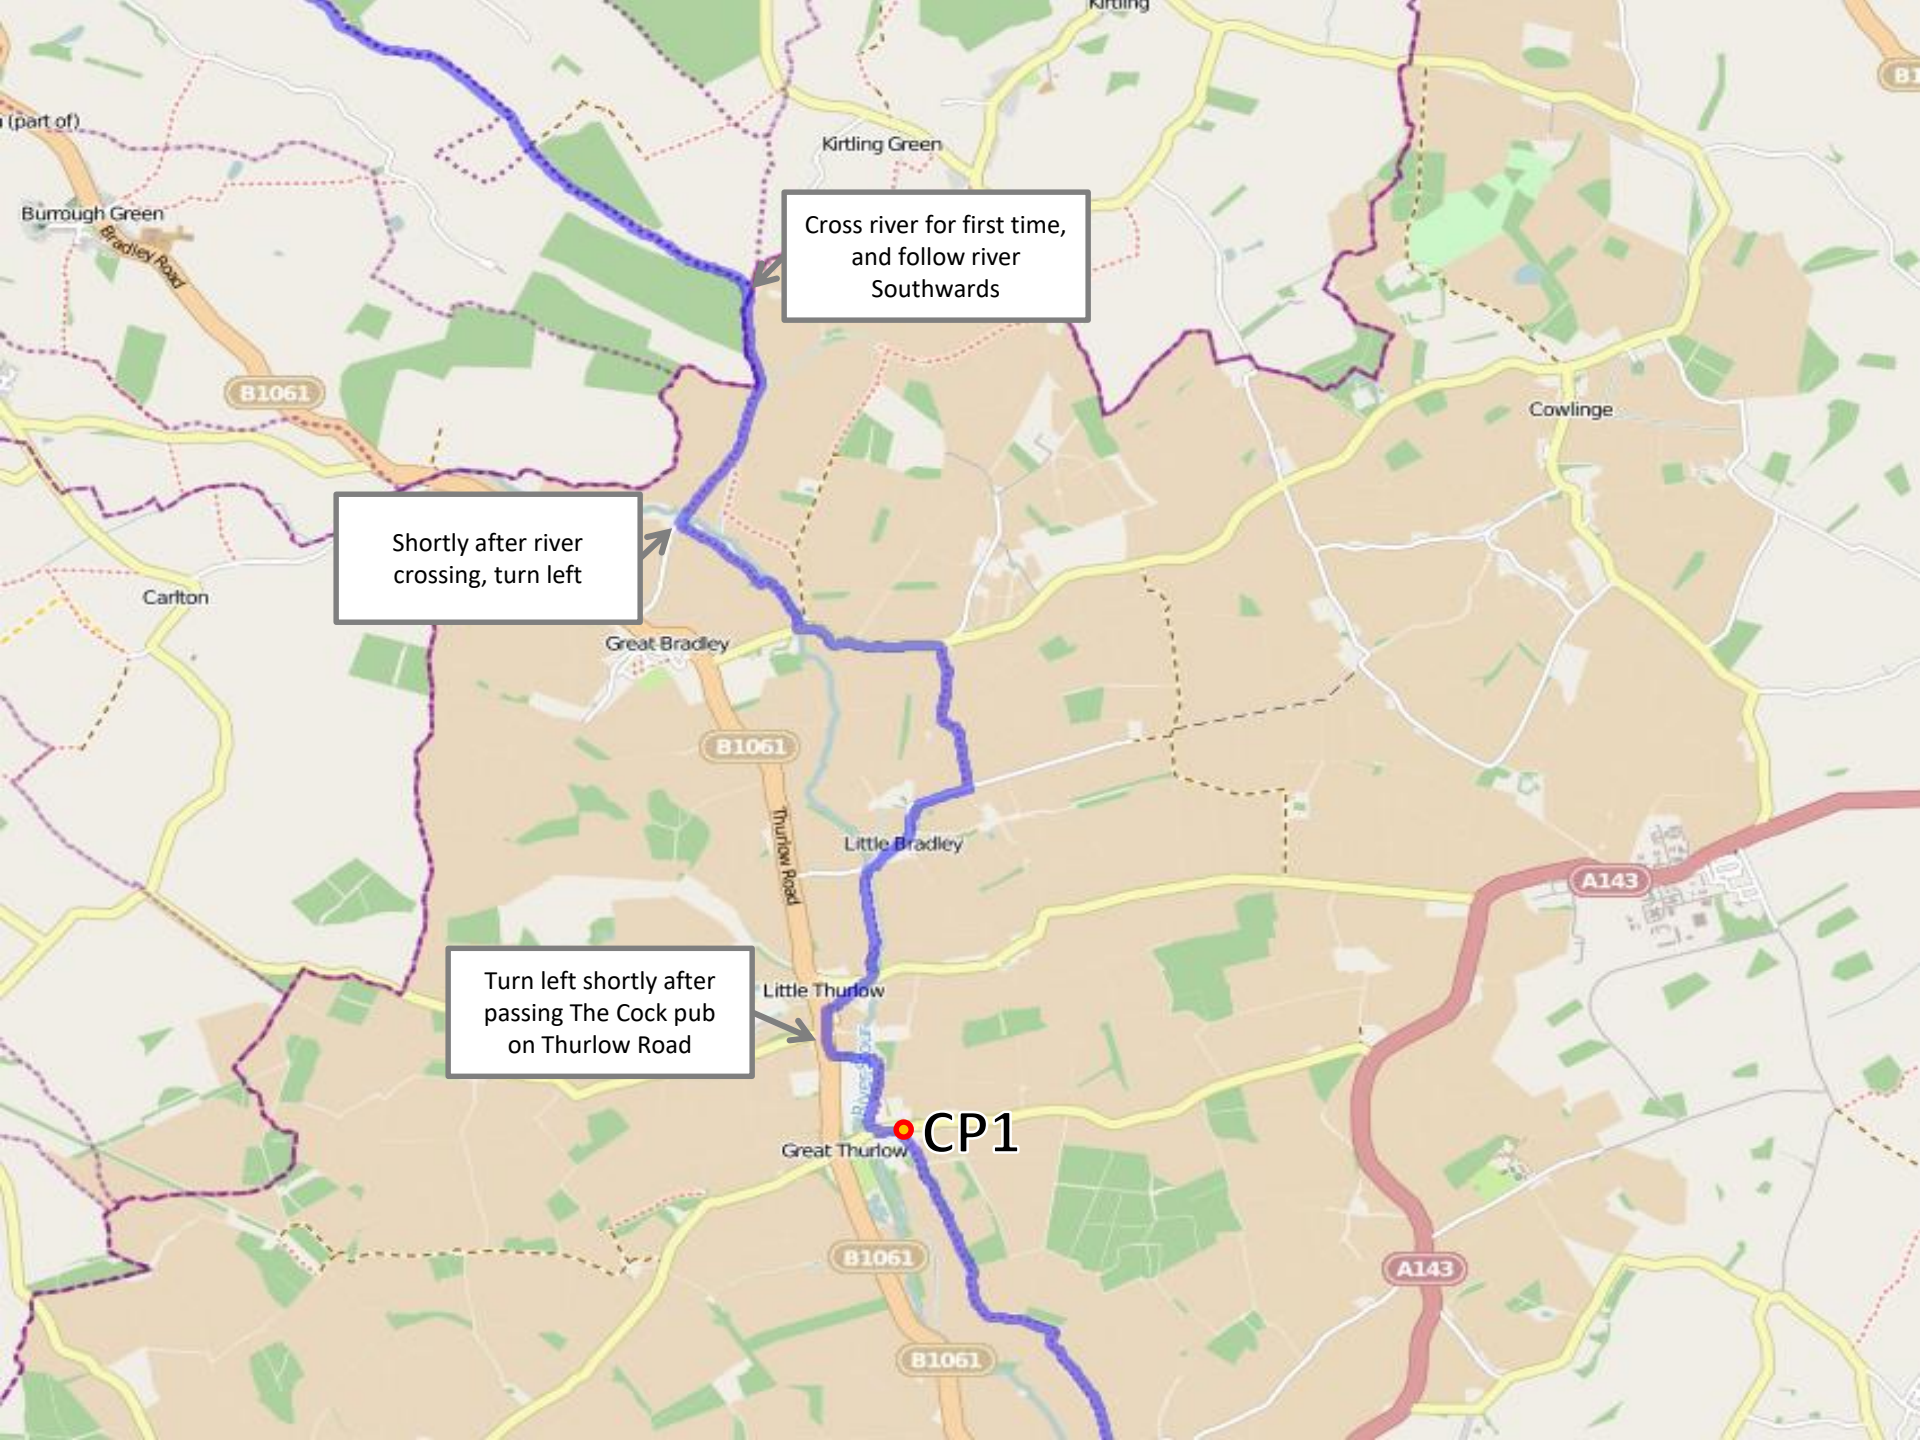 Kirtling
(part of)
Kirtling Green
Burrough Green
Bradley Road
Cross river for first time,
and follow river
Southwards
B1061
Cowlinge
Shortly after river
crossing, turn left
Carlton
Great Bradley
B1061
Thurlow Road
Little Bradley
A143
Turn left shortly after
passing The Cock pub
on Thurlow Road
Little Thurlow
River Stour
CP1
Great Thurlow
B1061
A143
B1061